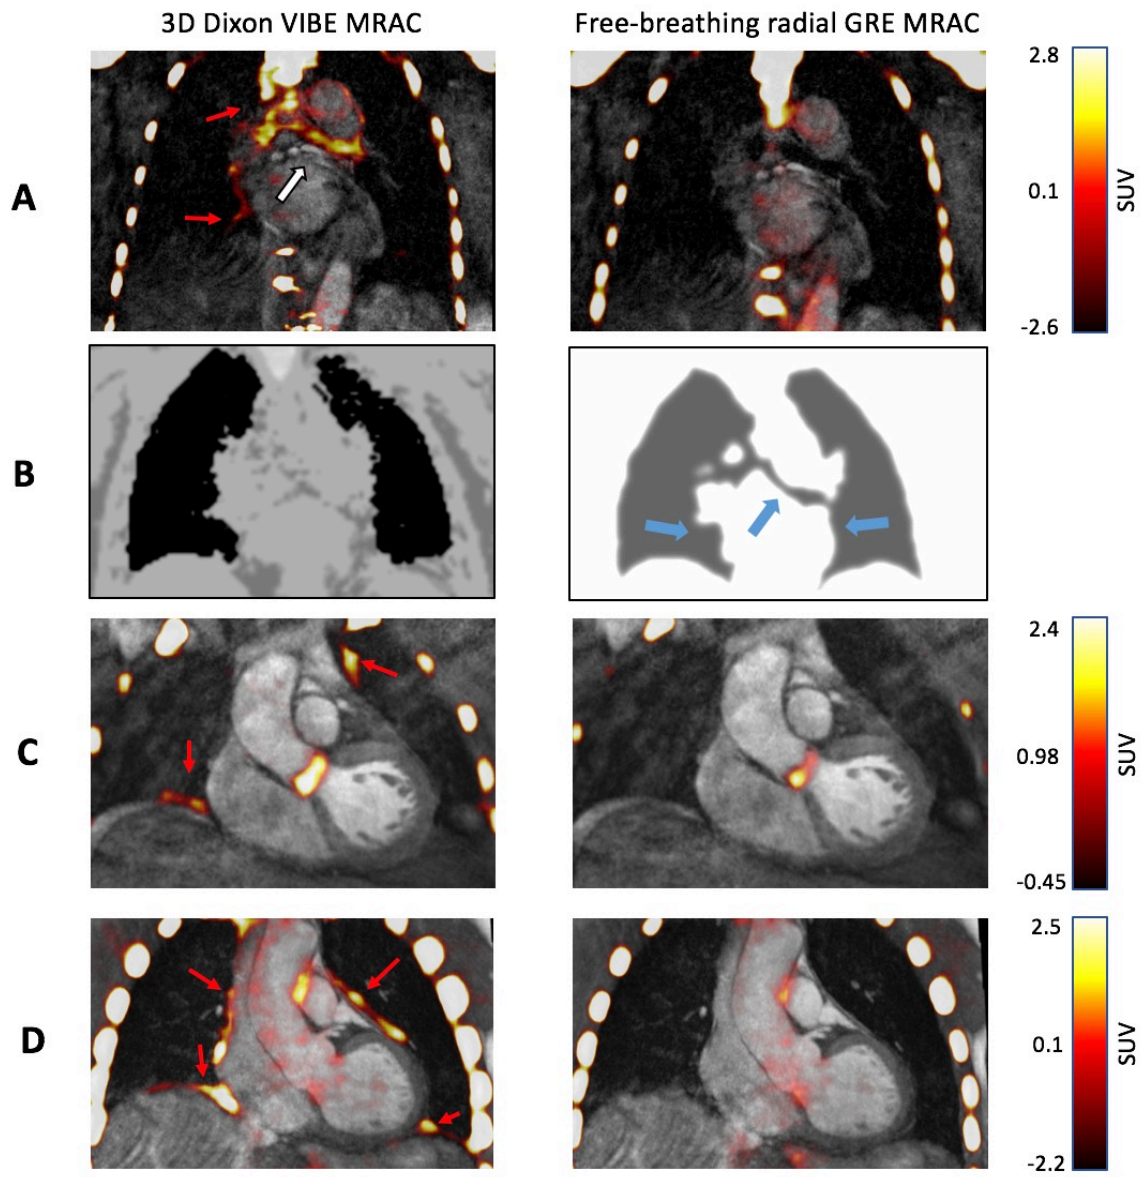 3D Dixon VIBE MRAC
Free-breathing radial GRE MRAC
A
2.8
0.1
-2.6
SUV
B
C
2.4
0.98
-0.45
SUV
D
2.5
0.1
-2.2
SUV